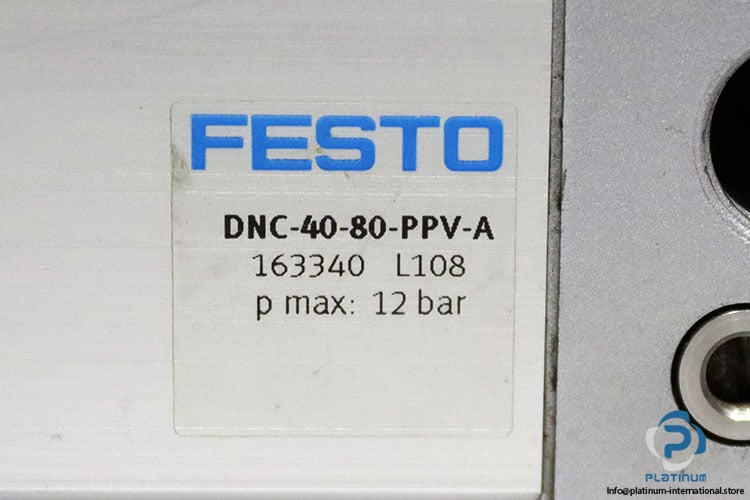 FESTO
DNC-40-80-PPV-A
163340 L108
p max: 12 bar
PLATINUM
Info@platinum-international.store